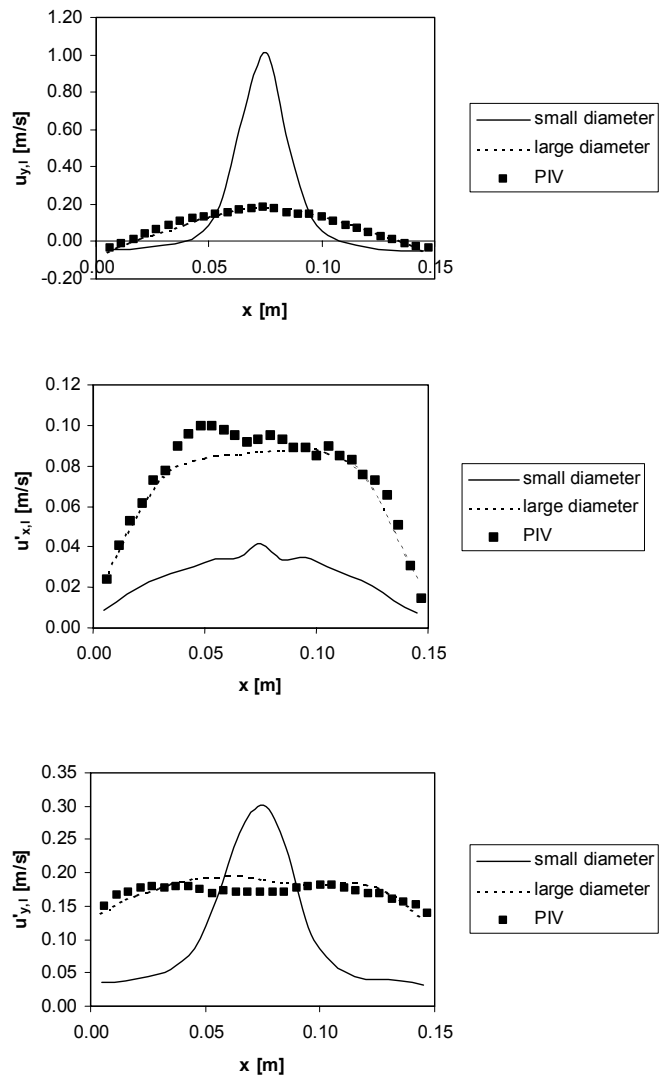 1.20
1.00
0.80
0.60
0.40
0.20
0.00
-0.20
0.00 0.05 0.10 0.15
u_y,l [m/s]
x [m]
small diameter
large diameter
PIV
0.12
0.10
0.08
0.06
0.04
0.02
0.00
0.00 0.05 0.10 0.15
u'x,l [m/s]
x [m]
small diameter
large diameter
PIV
0.35
0.30
0.25
0.20
0.15
0.10
0.05
0.00
0.00 0.05 0.10 0.15
u'y,l [m/s]
x [m]
small diameter
large diameter
PIV